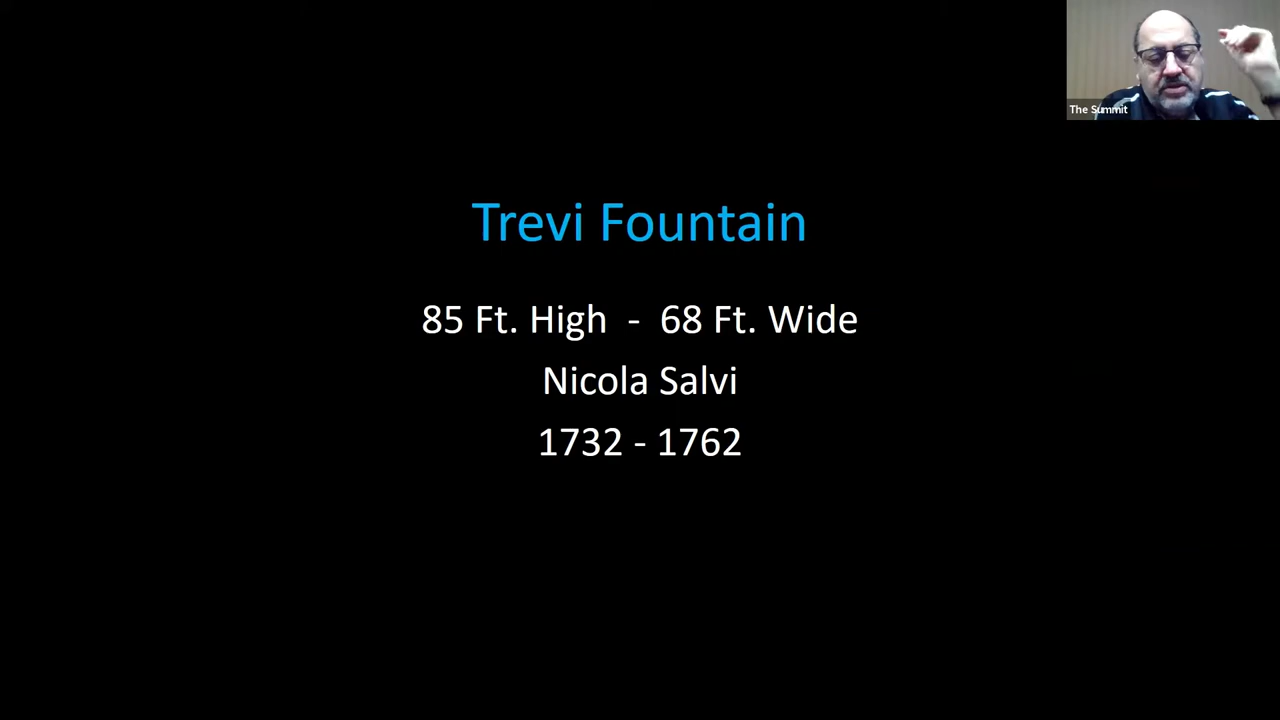 The Summit
Trevi Fountain
85 Ft. High - 68 Ft. Wide
Nicola Salvi
1732 - 1762